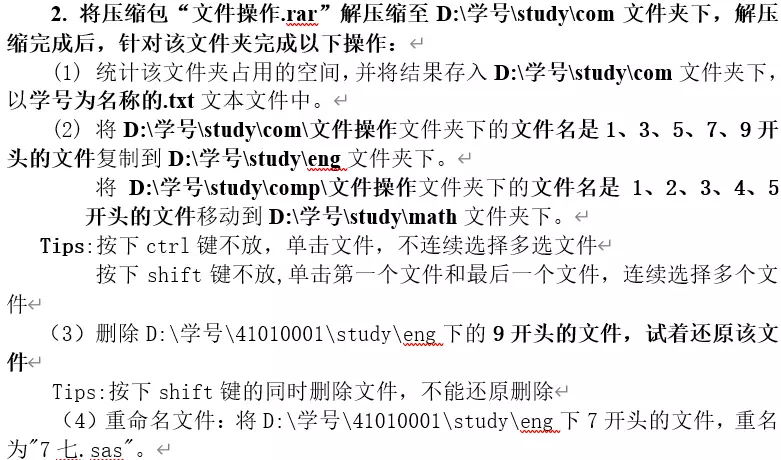 2. 将压缩包“文件操作.rar”解压缩至 D:\学号\study\com 文件夹下，解压
缩完成后，针对该文件夹完成以下操作：
(1) 统计该文件夹占用的空间,并将结果存入 D:\学号\study\com 文件夹下，
以学号为名称的.txt 文本文件中。
(2) 将 D:\学号\study\com\文件操作文件夹下的文件名是 1、3、5、7、9 开
头的文件复制到 D:\学号\study\eng 文件夹下。
将 D:\学号\study\comp\文件操作文件夹下的文件名是 1、2、3、4、5
开头的文件移动到 D:\学号\study\math 文件夹下。
Tips:按下 ctrl 键不放，单击文件，不连续选择多选文件
按下 shift 键不放,单击第一个文件和最后一个文件，连续选择多个文
件
（3）删除 D:\学号\41010001\study\eng 下的 9 开头的文件，试着还原该文
件
Tips:按下 shift 键的同时删除文件，不能还原删除
（4）重命名文件：将 D:\学号\41010001\study\eng 下 7 开头的文件，重名
为"7 七.sas"。